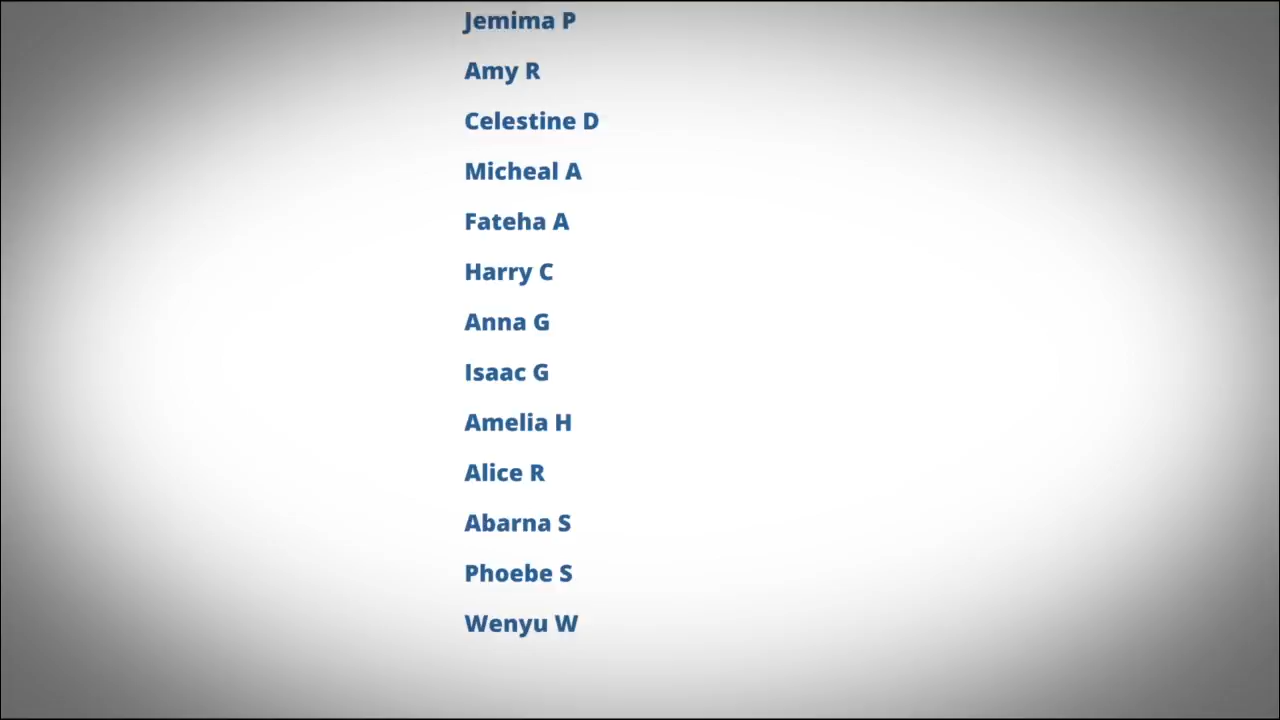 Jemima P
Amy R
Celestine D
Micheal A
Fateha A
Harry C
Anna G
Isaac G
Amelia H
Alice R
Abarna S
Phoebe S
Wenyu W